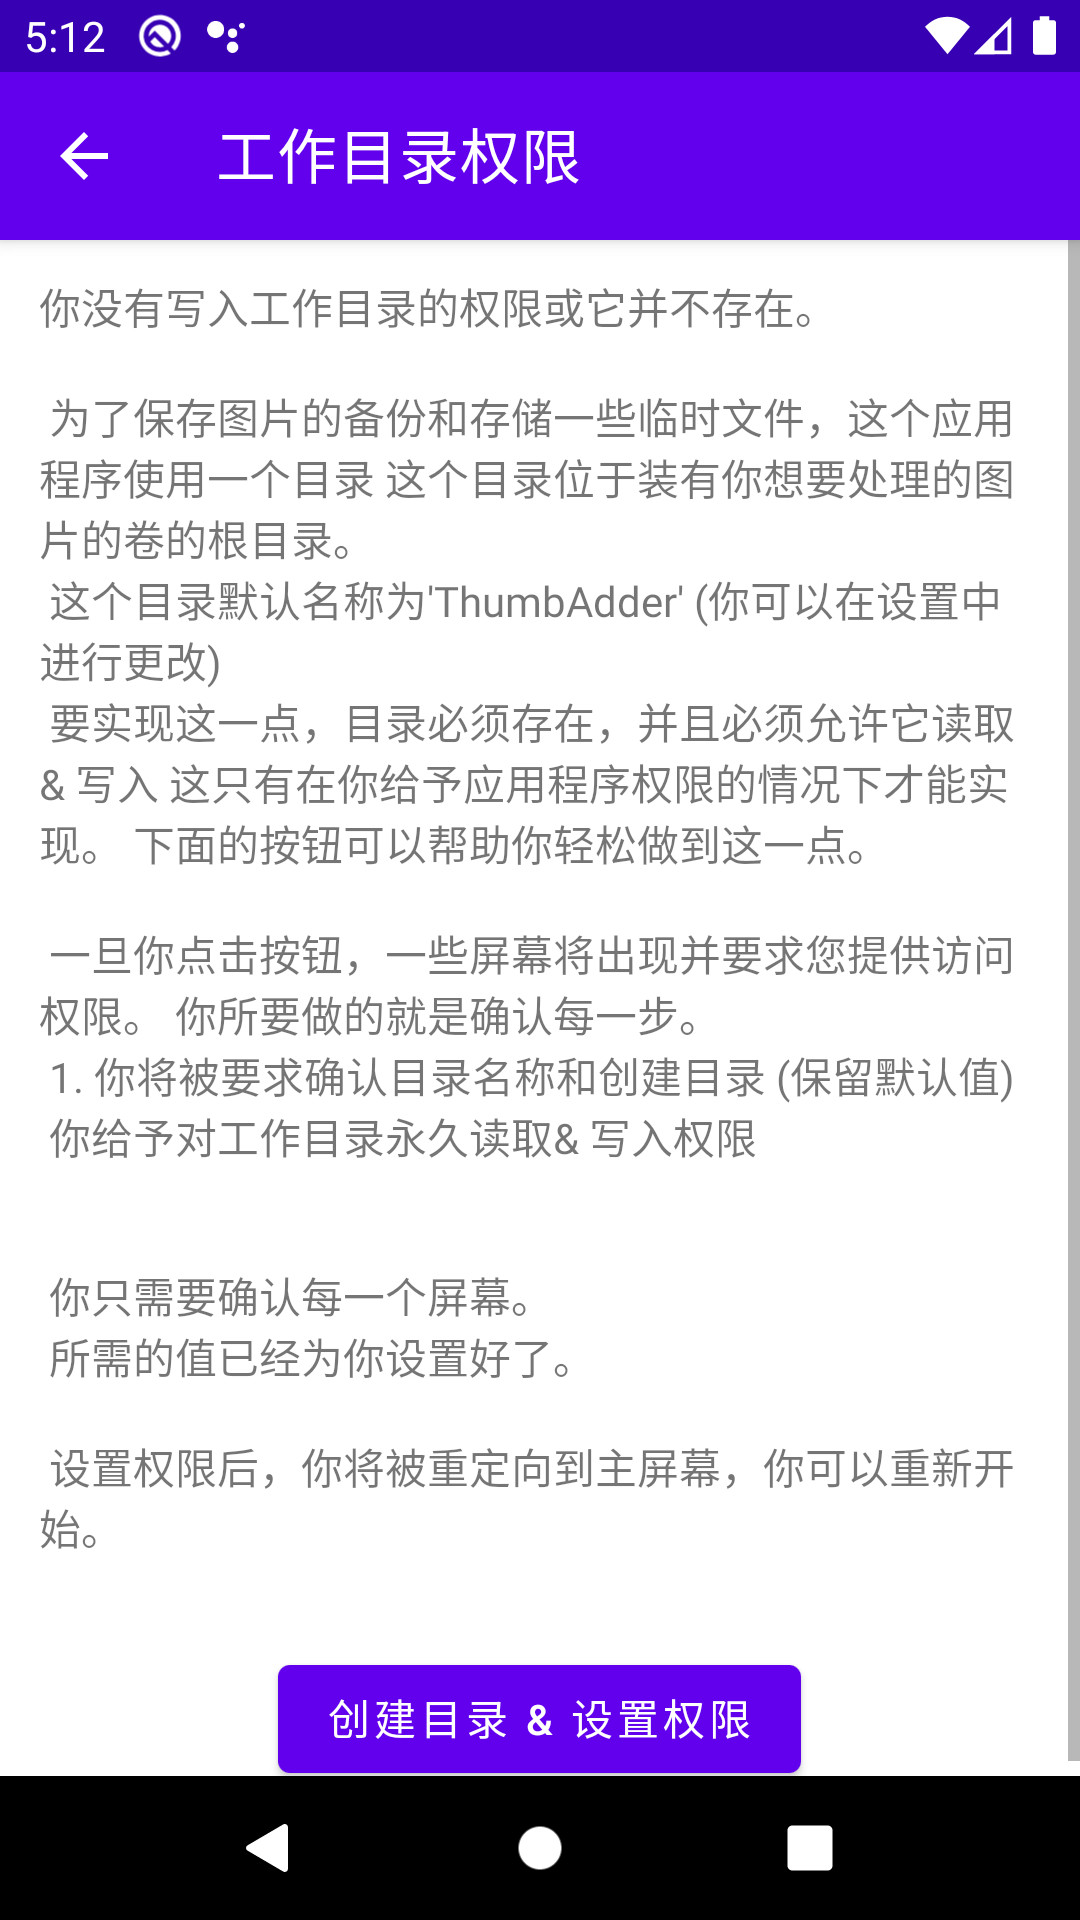 5:12
工作目录权限
你没有写入工作目录的权限或它并不存在。
为了保存图片的备份和存储一些临时文件，这个应用
程序使用一个目录 这个目录位于装有你想要处理的图
片的卷的根目录。
这个目录默认名称为'ThumbAdder' (你可以在设置中
进行更改)
要实现这一点，目录必须存在，并且必须允许它读取
& 写入 这只有在你给予应用程序权限的情况下才能实
现。 下面的按钮可以帮助你轻松做到这一点。
一旦你点击按钮，一些屏幕将出现并要求您提供访问
权限。 你所要做的就是确认每一步。
1. 你将被要求确认目录名称和创建目录 (保留默认值)
你给予对工作目录永久读取& 写入权限
你只需要确认每一个屏幕。
所需的值已经为你设置好了。
设置权限后，你将被重定向到主屏幕，你可以重新开
始。
创建目录 & 设置权限